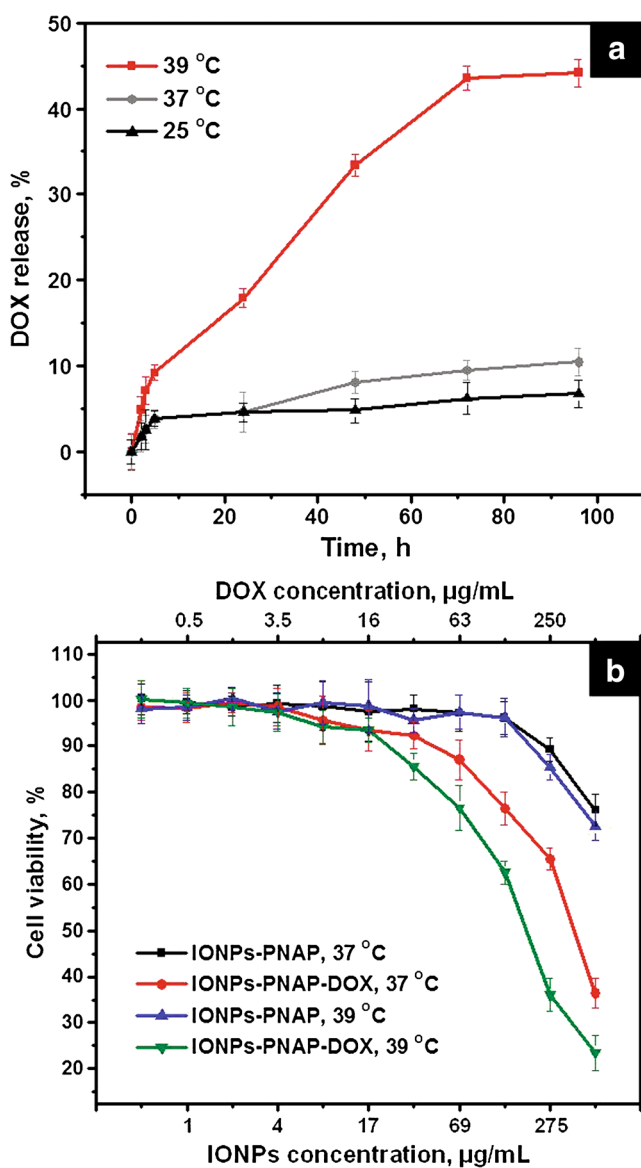 a
50
40
30
20
10
0
DOX release, %
39 °C
37 °C
25 °C
0 20 40 60 80 100
Time, h
DOX concentration, µg/mL
0.5 3.5 16 63 250
b
110
100
90
80
70
60
50
40
30
20
Cell viability, %
IONPs-PNAP, 37 °C
IONPs-PNAP-DOX, 37 °C
IONPs-PNAP, 39 °C
IONPs-PNAP-DOX, 39 °C
1 4 17 69 275
IONPs concentration, µg/mL